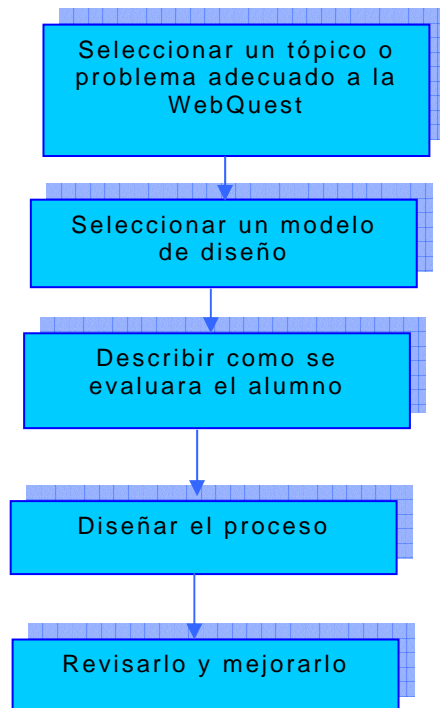 Seleccionar un tópico o
problema adecuado a la
WebQuest
Seleccionar un modelo
de diseño
Describir como se
evaluara el alumno
Diseñar el proceso
Revisarlo y mejorarlo